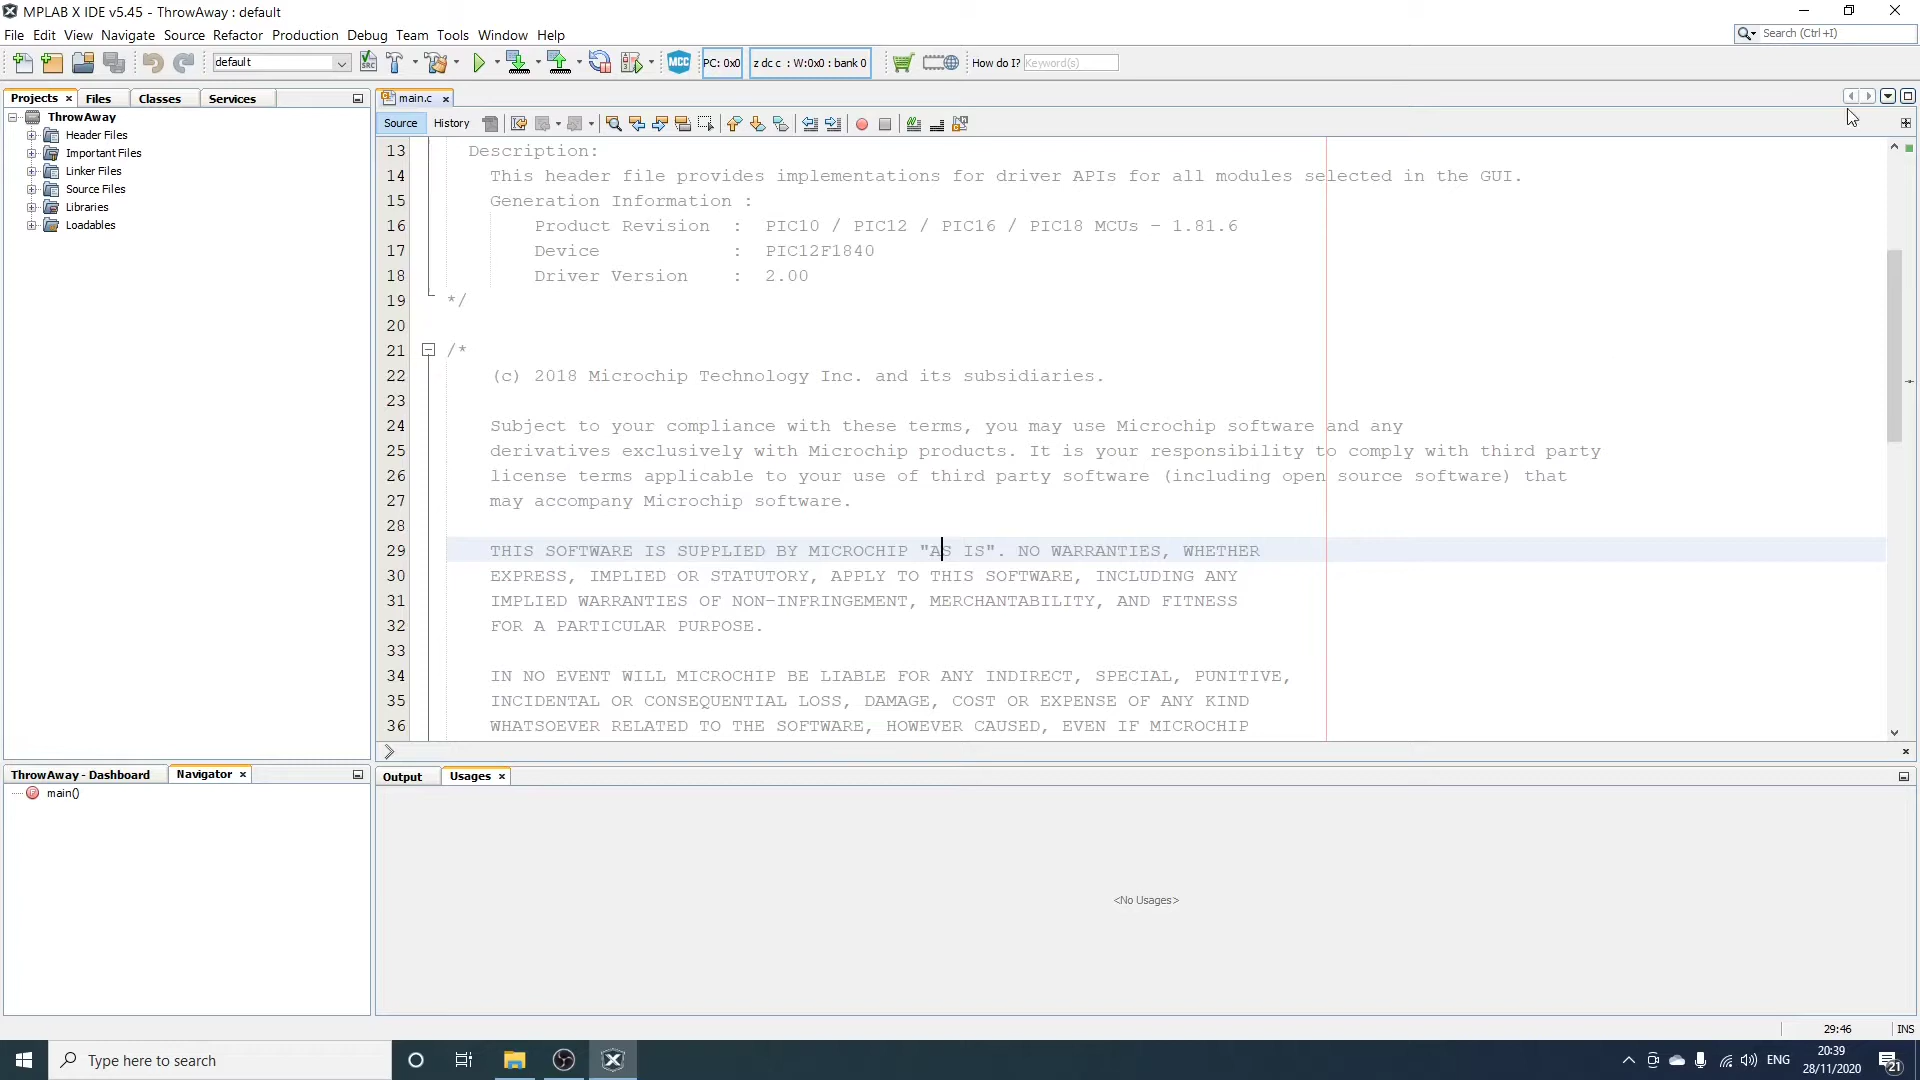 MPLAB X IDE v5.45 - ThrowAway : default
File Edit View Navigate Source Refactor Production Debug Team Tools Window Help
Search (Ctrl+I)
default
MCC
PC: 0x0
z dc c : W:0x0 : bank 0
How do I? Keyword(s)
Projects
Files
Classes
Services
main.c
ThrowAway
Header Files
Important Files
Linker Files
Source Files
Libraries
Loadables
Source
History
13 Description:
14 This header file provides implementations for driver APIs for all modules selected in the GUI.
15 Generation Information :
16 Product Revision : PIC10 / PIC12 / PIC16 / PIC18 MCUs - 1.81.6
17 Device : PIC12F1840
18 Driver Version : 2.00
19 */
20
21 /*
22 (c) 2018 Microchip Technology Inc. and its subsidiaries.
23
24 Subject to your compliance with these terms, you may use Microchip software and any
25 derivatives exclusively with Microchip products. It is your responsibility to comply with third party
26 license terms applicable to your use of third party software (including open source software) that
27 may accompany Microchip software.
28
29 THIS SOFTWARE IS SUPPLIED BY MICROCHIP "AS IS". NO WARRANTIES, WHETHER
30 EXPRESS, IMPLIED OR STATUTORY, APPLY TO THIS SOFTWARE, INCLUDING ANY
31 IMPLIED WARRANTIES OF NON-INFRINGEMENT, MERCHANTABILITY, AND FITNESS
32 FOR A PARTICULAR PURPOSE.
33
34 IN NO EVENT WILL MICROCHIP BE LIABLE FOR ANY INDIRECT, SPECIAL, PUNITIVE,
35 INCIDENTAL OR CONSEQUENTIAL LOSS, DAMAGE, COST OR EXPENSE OF ANY KIND
36 WHATSOEVER RELATED TO THE SOFTWARE, HOWEVER CAUSED, EVEN IF MICROCHIP
ThrowAway - Dashboard
Navigator
main()
Output
Usages
<No Usages>
29:46
INS
Type here to search
ENG
20:39
28/11/2020
21